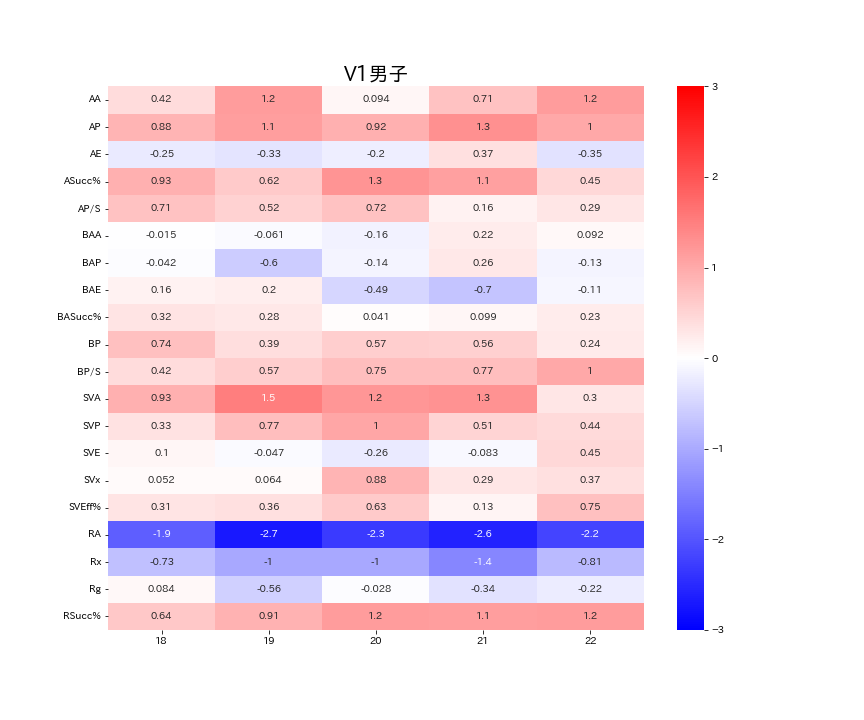 V1男子
AA 0.42 1.2 0.094 0.71 1.2
AP 0.88 1.1 0.92 1.3 1
AE -0.25 -0.33 -0.2 0.37 -0.35
ASucc% 0.93 0.62 1.3 1.1 0.45
AP/S 0.71 0.52 0.72 0.16 0.29
BAA -0.015 -0.061 -0.16 0.22 0.092
BAP -0.042 -0.6 -0.14 0.26 -0.13
BAE 0.16 0.2 -0.49 -0.7 -0.11
BASucc% 0.32 0.28 0.041 0.099 0.23
BP 0.74 0.39 0.57 0.56 0.24
BP/S 0.42 0.57 0.75 0.77 1
SVA 0.93 1.5 1.2 1.3 0.3
SVP 0.33 0.77 1 0.51 0.44
SVE 0.1 -0.047 -0.26 -0.083 0.45
SVx 0.052 0.064 0.88 0.29 0.37
SVEff% 0.31 0.36 0.63 0.13 0.75
RA -1.9 -2.7 -2.3 -2.6 -2.2
Rx -0.73 -1 -1 -1.4 -0.81
Rg 0.084 -0.56 -0.028 -0.34 -0.22
RSucc% 0.64 0.91 1.2 1.1 1.2
18 19 20 21 22
3
2
1
0
−1
−2
−3